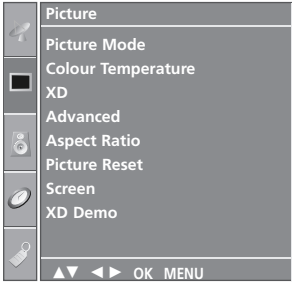 Picture
Picture Mode
Colour Temperature
XD
Advanced
Aspect Ratio
Picture Reset
Screen
XD Demo
▲▼ ◄► OK MENU